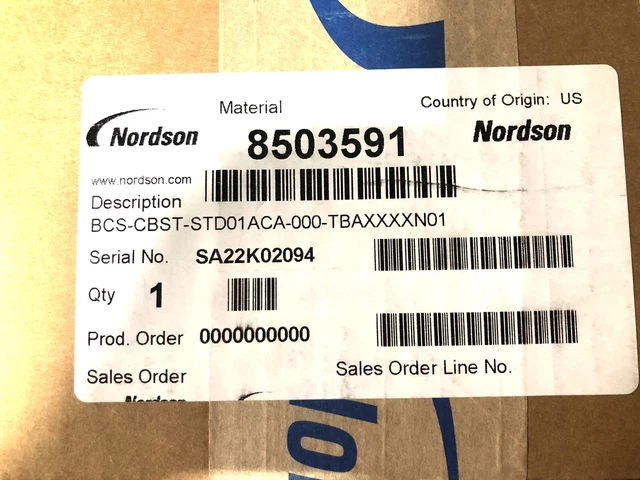 Material
Country of Origin: US
Nordson
8503591
Nordson
www.nordson.com
Description
BCS-CBST-STD01ACA-000-TBAXXXXN01
Serial No. SA22K02094
Qty 1
Prod. Order 0000000000
Sales Order
Sales Order Line No.
Nordson